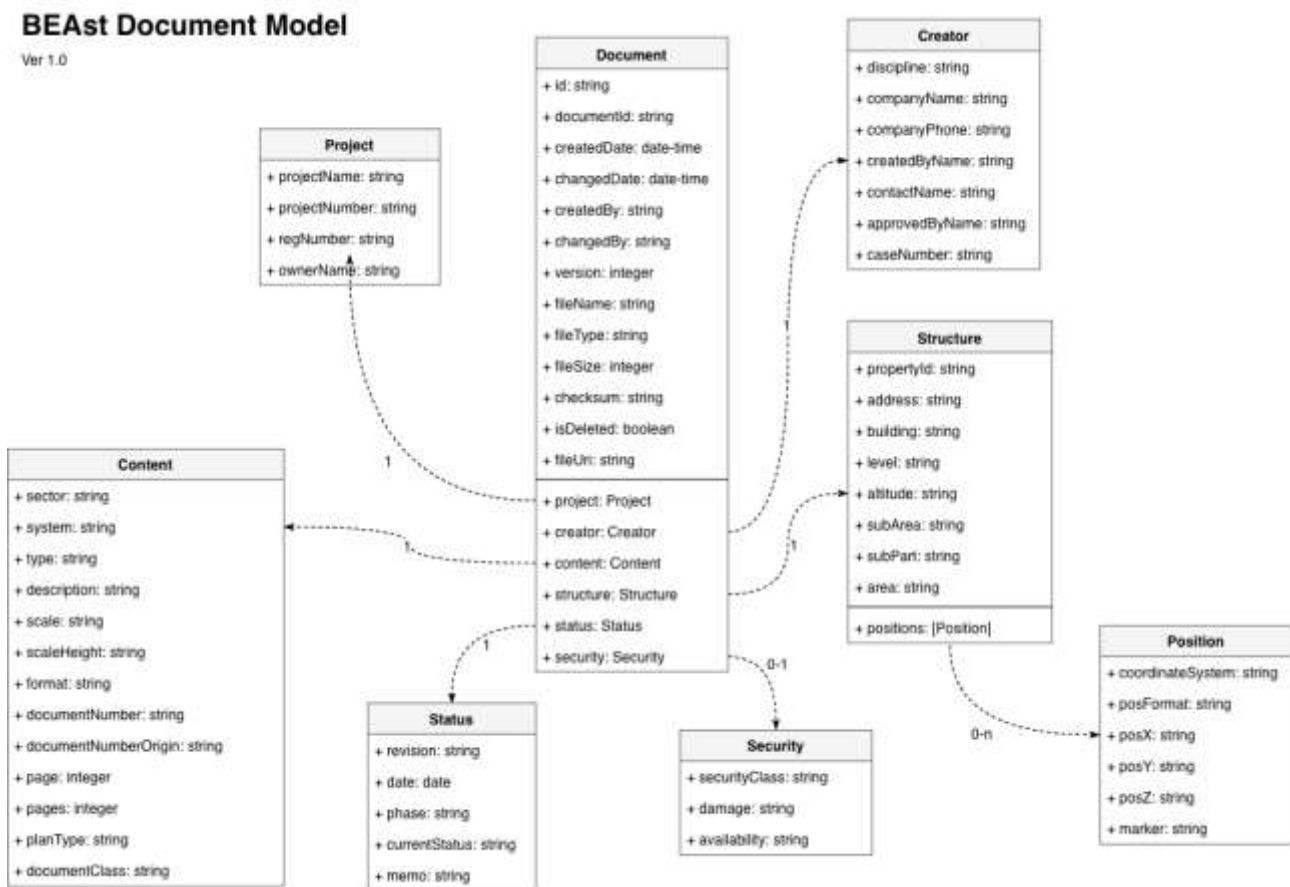 BEAst Document Model
Ver 1.0
Document
+ id: string
+ documentId: string
+ createdDate: date-time
+ changedDate: date-time
+ createdBy: string
+ changedBy: string
+ version: integer
+ fileName: string
+ fileType: string
+ fileSize: integer
+ checksum: string
+ isDeleted: boolean
+ fileUri: string
+ project: Project
+ creator: Creator
+ content: Content
+ structure: Structure
+ status: Status
+ security: Security
Creator
+ discipline: string
+ companyName: string
+ companyPhone: string
+ createdByName: string
+ contactName: string
+ approvedByName: string
+ caseNumber: string
1
Project
+ projectName: string
+ projectNumber: string
+ regNumber: string
+ ownerName: string
1
Structure
+ propertyId: string
+ address: string
+ building: string
+ level: string
+ altitude: string
+ subArea: string
+ subPart: string
+ area: string
+ positions: [Position]
1
Content
+ sector: string
+ system: string
+ type: string
+ description: string
+ scale: string
+ scaleHeight: string
+ format: string
+ documentNumber: string
+ documentNumberOrigin: string
+ page: integer
+ pages: integer
+ planType: string
+ documentClass: string
1
1
Status
+ revision: string
+ date: date
+ phase: string
+ currentStatus: string
+ memo: string
0-1
Security
+ securityClass: string
+ damage: string
+ availability: string
0-n
Position
+ coordinateSystem: string
+ posFormat: string
+ posX: string
+ posY: string
+ posZ: string
+ marker: string